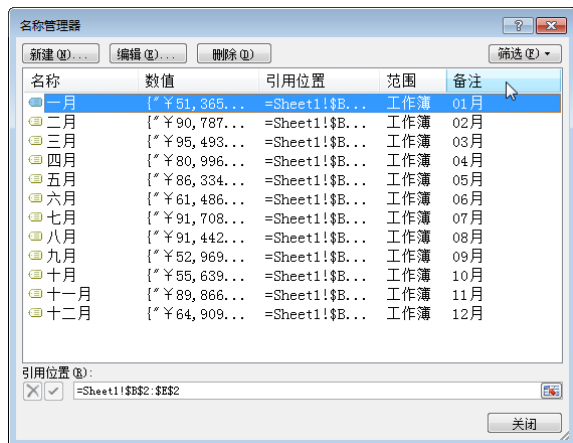 名称管理器
新建(N)... 编辑(E)... 删除(D) 筛选(F)
名称 数值 引用位置 范围 备注
一月 {"￥51,365... =Sheet1!$B... 工作簿 01月
二月 {"￥90,787... =Sheet1!$B... 工作簿 02月
三月 {"￥95,493... =Sheet1!$B... 工作簿 03月
四月 {"￥80,996... =Sheet1!$B... 工作簿 04月
五月 {"￥86,334... =Sheet1!$B... 工作簿 05月
六月 {"￥61,486... =Sheet1!$B... 工作簿 06月
七月 {"￥91,708... =Sheet1!$B... 工作簿 07月
八月 {"￥91,442... =Sheet1!$B... 工作簿 08月
九月 {"￥52,969... =Sheet1!$B... 工作簿 09月
十月 {"￥55,639... =Sheet1!$B... 工作簿 10月
十一月 {"￥89,866... =Sheet1!$B... 工作簿 11月
十二月 {"￥64,909... =Sheet1!$B... 工作簿 12月
引用位置(R):
=Sheet1!$B$2:$E$2
关闭